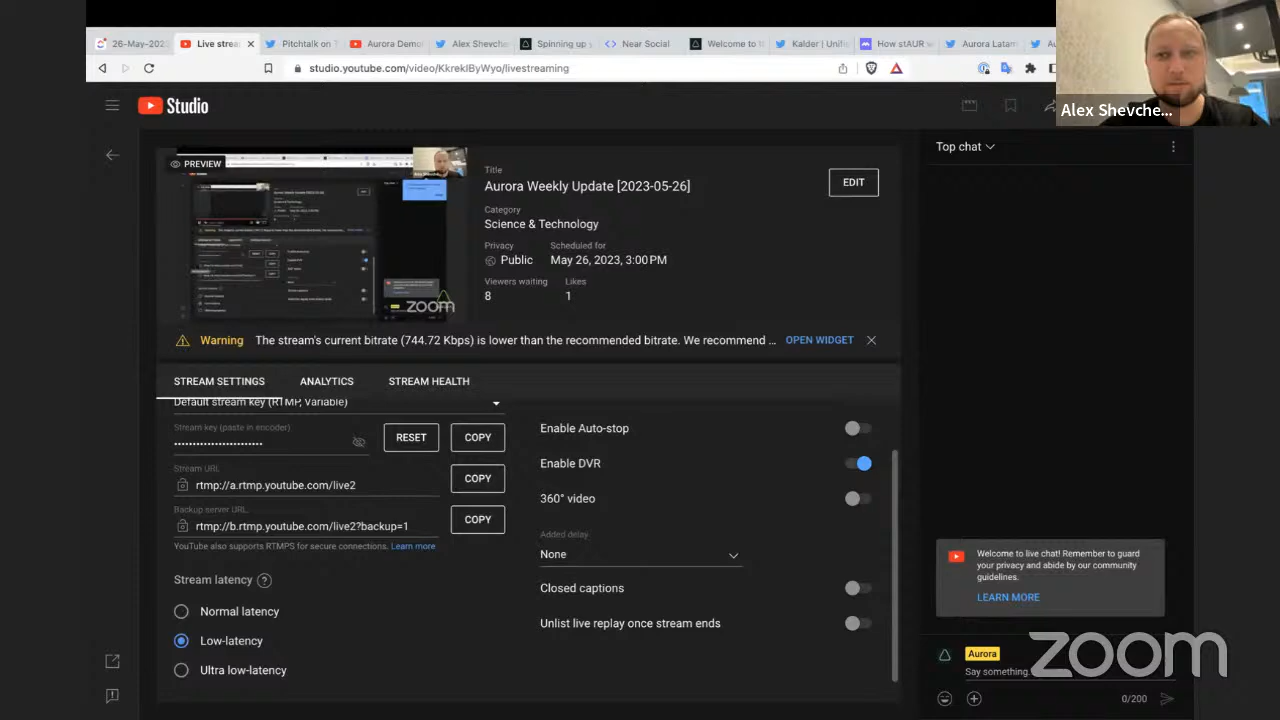 26-May-202
Live strea
Pitchtalk on T
Aurora Demo
Alex Shevche
Spinning up y
Near Social
Welcome to t
Kalder | Unifi
How stAUR w
Aurora Latam
Au
studio.youtube.com/video/KkreklByWyo/livestreaming
Alex Shevche...
Studio
Top chat
PREVIEW
Title
Aurora Weekly Update [2023-05-26]
EDIT
Category
Science & Technology
Privacy
Scheduled for
Public
May 26, 2023, 3:00 PM
Viewers waiting
Likes
8
1
zoom
Warning
The stream's current bitrate (744.72 Kbps) is lower than the recommended bitrate. We recommend ...
OPEN WIDGET
STREAM SETTINGS
ANALYTICS
STREAM HEALTH
Default stream key (RTMP, Variable)
Stream key (paste in encoder)
RESET
COPY
Stream URL
rtmp://a.rtmp.youtube.com/live2
COPY
Backup server URL
rtmp://b.rtmp.youtube.com/live2?backup=1
COPY
YouTube also supports RTMPS for secure connections. Learn more
Stream latency
Normal latency
Low-latency
Ultra low-latency
Enable Auto-stop
Enable DVR
360° video
Added delay
None
Closed captions
Unlist live replay once stream ends
Welcome to live chat! Remember to guard
your privacy and abide by our community
guidelines.
LEARN MORE
Aurora
Say something...
0/200
zoom